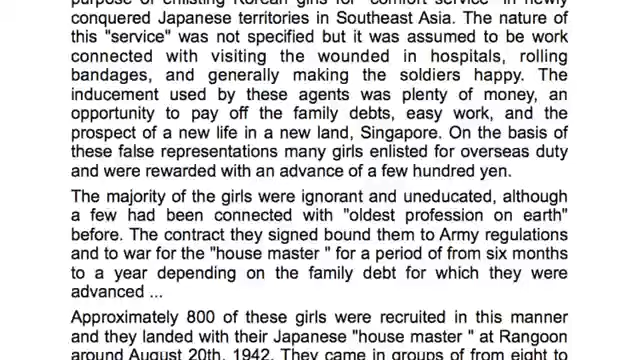 purpose of enlisting Korean girls for "comfort service" in newly
conquered Japanese territories in Southeast Asia. The nature of
this "service" was not specified but it was assumed to be work
connected with visiting the wounded in hospitals, rolling
bandages, and generally making the soldiers happy. The
inducement used by these agents was plenty of money, an
opportunity to pay off the family debts, easy work, and the
prospect of a new life in a new land, Singapore. On the basis of
these false representations many girls enlisted for overseas duty
and were rewarded with an advance of a few hundred yen.
The majority of the girls were ignorant and uneducated, although
a few had been connected with "oldest profession on earth"
before. The contract they signed bound them to Army regulations
and to war for the "house master " for a period of from six months
to a year depending on the family debt for which they were
advanced ...
Approximately 800 of these girls were recruited in this manner
and they landed with their Japanese "house master " at Rangoon
around August 20th, 1942. They came in groups of from eight to